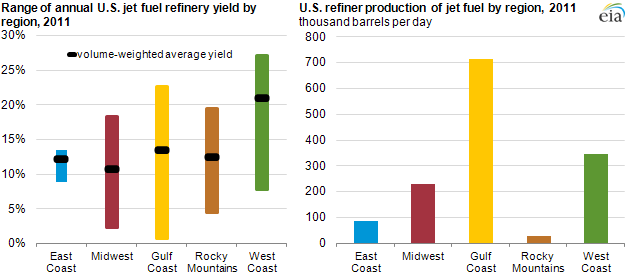 Range of annual U.S. jet fuel refinery yield by
region, 2011
30%
25%
20%
15%
10%
5%
0%
volume-weighted average yield
East
Coast
Midwest
Gulf
Coast
Rocky
Mountains
West
Coast
U.S. refiner production of jet fuel by region, 2011
thousand barrels per day
eia
800
700
600
500
400
300
200
100
0
East
Coast
Midwest
Gulf
Coast
Rocky
Mountains
West
Coast